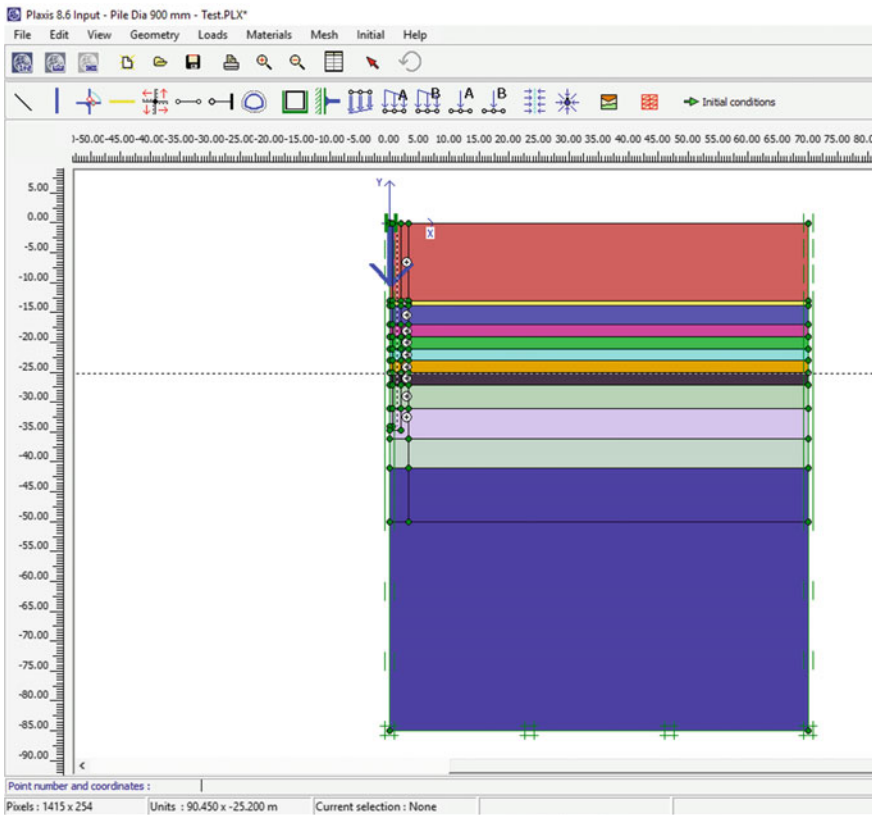 Plaxis 8.6 Input - Pile Dia 900 mm - Test.PLX*
File Edit View Geometry Loads Materials Mesh Initial Help
A B A B Initial conditions
-50.00 -45.00 -40.00 -35.00 -30.00 -25.00 -20.00 -15.00 -10.00 -5.00 0.00 5.00 10.00 15.00 20.00 25.00 30.00 35.00 40.00 45.00 50.00 55.00 60.00 65.00 70.00 75.00 80.0
Y
5.00
0.00
X
-5.00
-10.00
-15.00
-20.00
-25.00
-30.00
-35.00
-40.00
-45.00
-50.00
-55.00
-60.00
-65.00
-70.00
-75.00
-80.00
-85.00
-90.00
Point number and coordinates :
Pixels : 1415 x 254 Units : 90.450 x -25.200 m Current selection : None